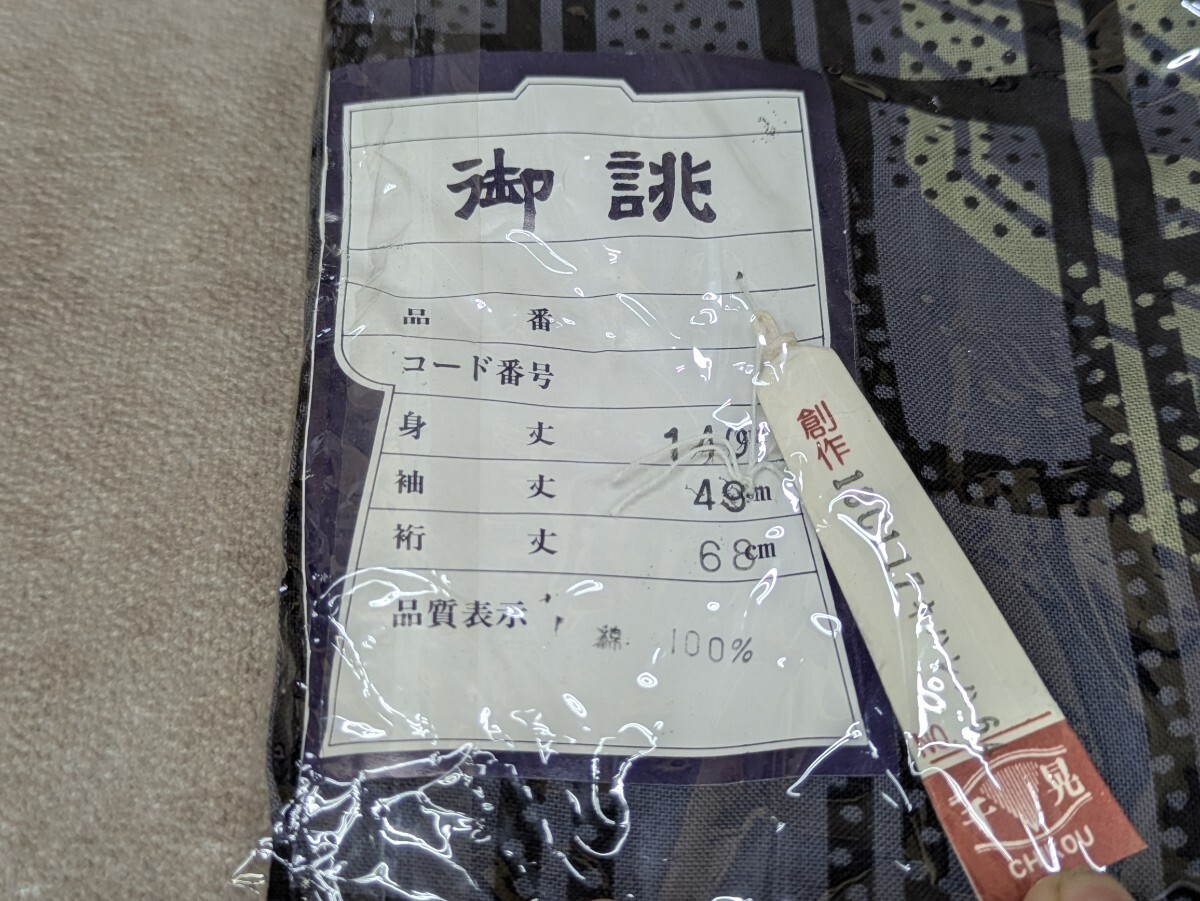 御誂
品番
コード番号
身丈
袖丈 49cm
裄丈 68cm
品質表示
綿 100%
創作